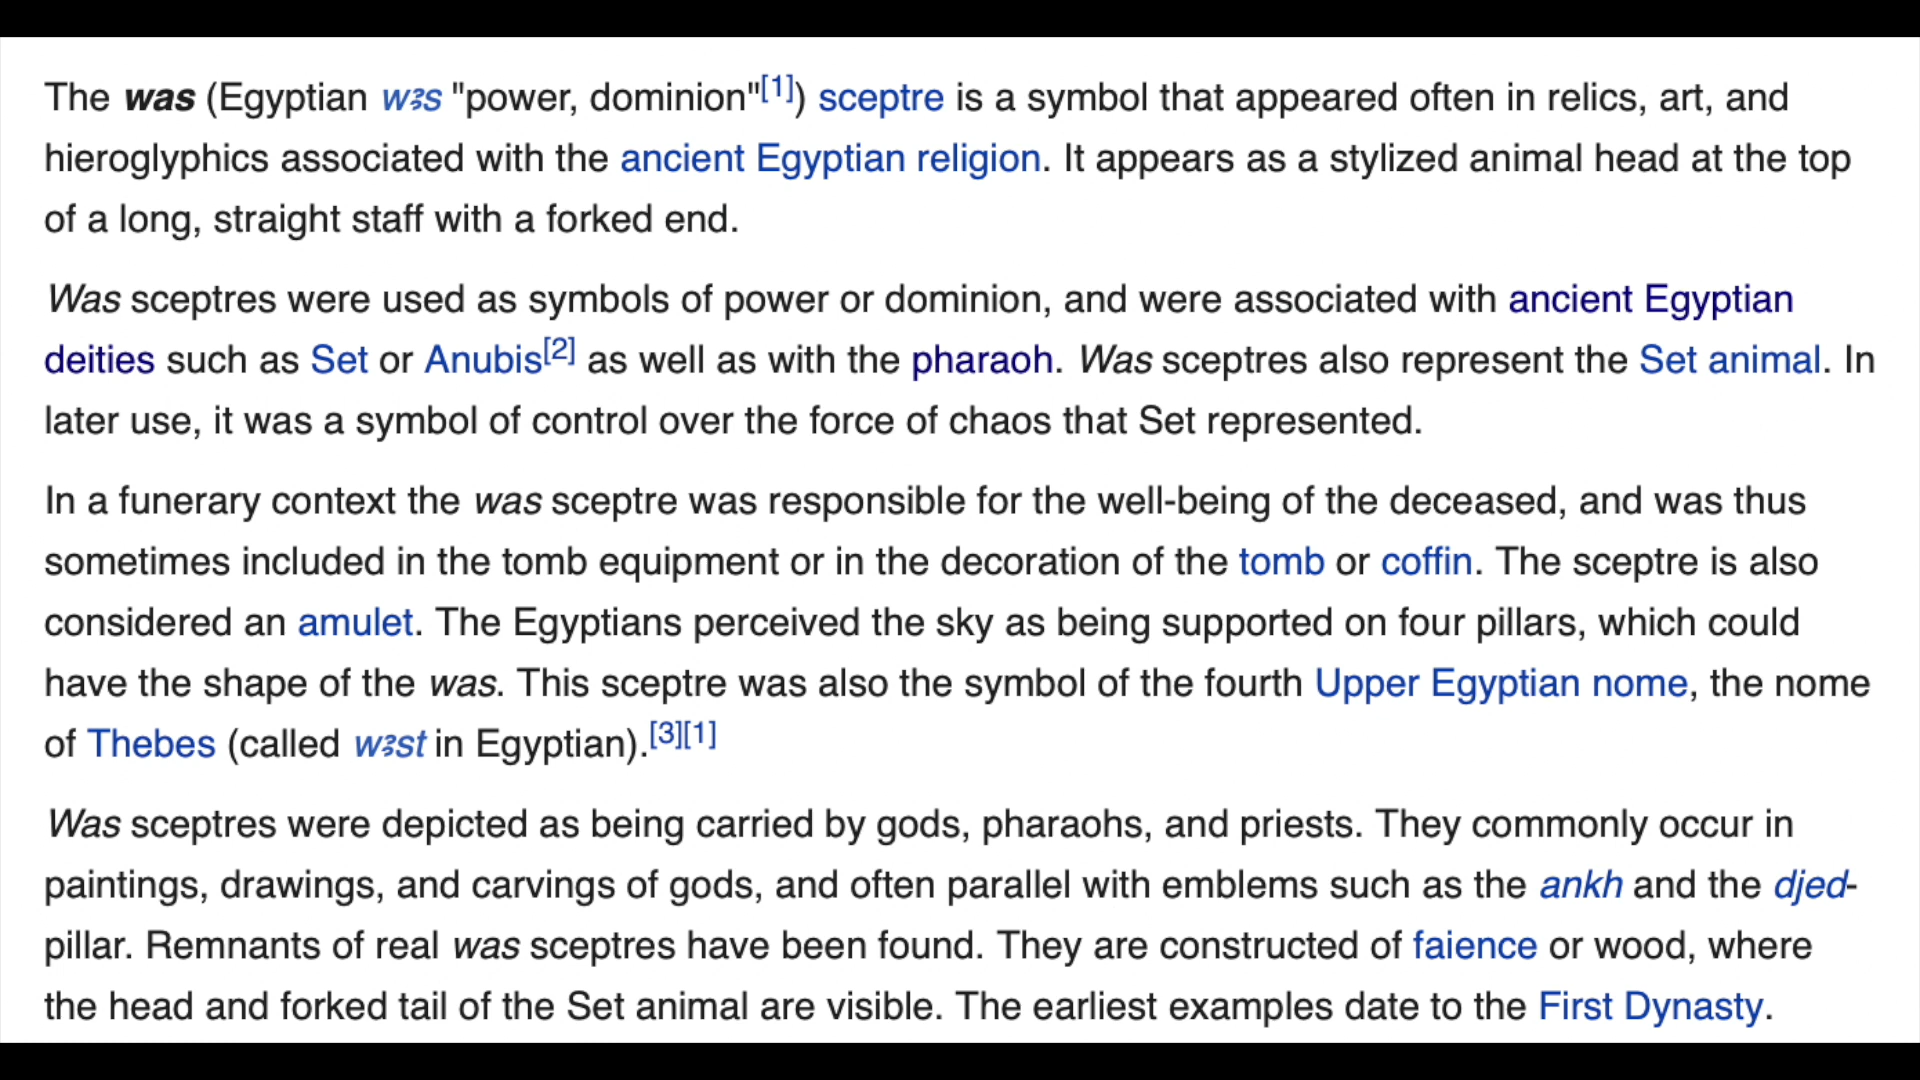 The was (Egyptian wꜣs "power, dominion"[1]) sceptre is a symbol that appeared often in relics, art, and
hieroglyphics associated with the ancient Egyptian religion. It appears as a stylized animal head at the top
of a long, straight staff with a forked end.
Was sceptres were used as symbols of power or dominion, and were associated with ancient Egyptian
deities such as Set or Anubis[2] as well as with the pharaoh. Was sceptres also represent the Set animal. In
later use, it was a symbol of control over the force of chaos that Set represented.
In a funerary context the was sceptre was responsible for the well-being of the deceased, and was thus
sometimes included in the tomb equipment or in the decoration of the tomb or coffin. The sceptre is also
considered an amulet. The Egyptians perceived the sky as being supported on four pillars, which could
have the shape of the was. This sceptre was also the symbol of the fourth Upper Egyptian nome, the nome
of Thebes (called wꜣst in Egyptian).[3][1]
Was sceptres were depicted as being carried by gods, pharaohs, and priests. They commonly occur in
paintings, drawings, and carvings of gods, and often parallel with emblems such as the ankh and the djed-
pillar. Remnants of real was sceptres have been found. They are constructed of faience or wood, where
the head and forked tail of the Set animal are visible. The earliest examples date to the First Dynasty.